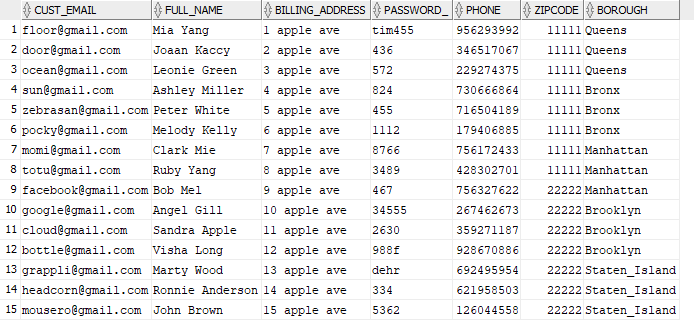 CUST_EMAIL FULL_NAME BILLING_ADDRESS PASSWORD_ PHONE ZIPCODE BOROUGH
1 floor@gmail.com Mia Yang 1 apple ave tim455 956293992 11111 Queens
2 door@gmail.com Joaan Kaccy 2 apple ave 436 346517067 11111 Queens
3 ocean@gmail.com Leonie Green 3 apple ave 572 229274375 11111 Queens
4 sun@gmail.com Ashley Miller 4 apple ave 824 730666864 11111 Bronx
5 zebrasan@gmail.com Peter White 5 apple ave 455 716504189 11111 Bronx
6 pocky@gmail.com Melody Kelly 6 apple ave 1112 179406885 11111 Bronx
7 momi@gmail.com Clark Mie 7 apple ave 8766 756172433 11111 Manhattan
8 totu@gmail.com Ruby Yang 8 apple ave 3489 428302701 11111 Manhattan
9 facebook@gmail.com Bob Mel 9 apple ave 467 756327622 22222 Brooklyn
10 google@gmail.com Angel Gill 10 apple ave 34555 267462673 22222 Brooklyn
11 cloud@gmail.com Sandra Apple 11 apple ave 2630 359271187 22222 Brooklyn
12 bottle@gmail.com Visha Long 12 apple ave 988f 928670886 22222 Brooklyn
13 grappli@gmail.com Marty Wood 13 apple ave dehr 692495954 22222 Staten_Island
14 headcorn@gmail.com Ronnie Anderson 14 apple ave 334 621958503 22222 Staten_Island
15 mousero@gmail.com John Brown 15 apple ave 5362 126044558 22222 Staten_Island